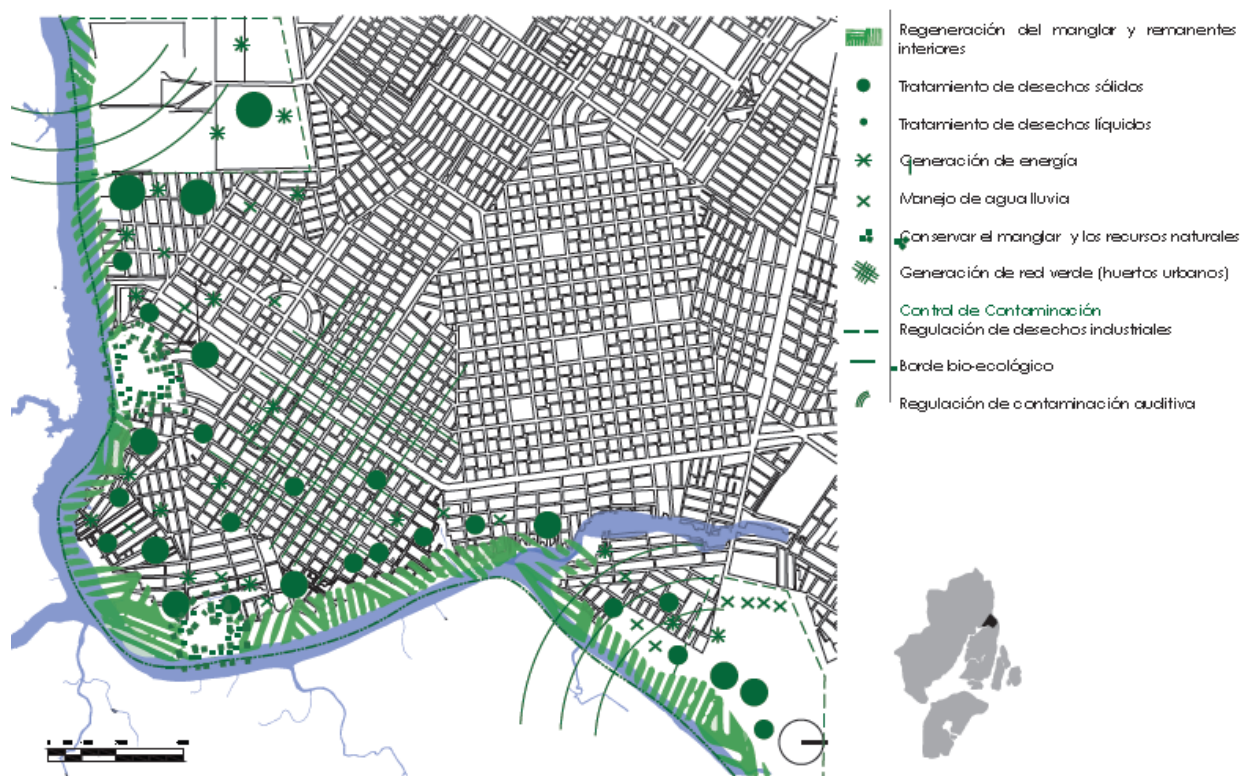 Regeneración del manglar y remanentes
interiores
Tratamiento de desechos sólidos
Tratamiento de desechos líquidos
Generación de energía
Manejo de agua lluvia
Conservar el manglar y los recursos naturales
Generación de red verde (huertos urbanos)
Control de Contaminación
Regulación de desechos industriales
Borde bio-ecológico
Regulación de contaminación auditiva